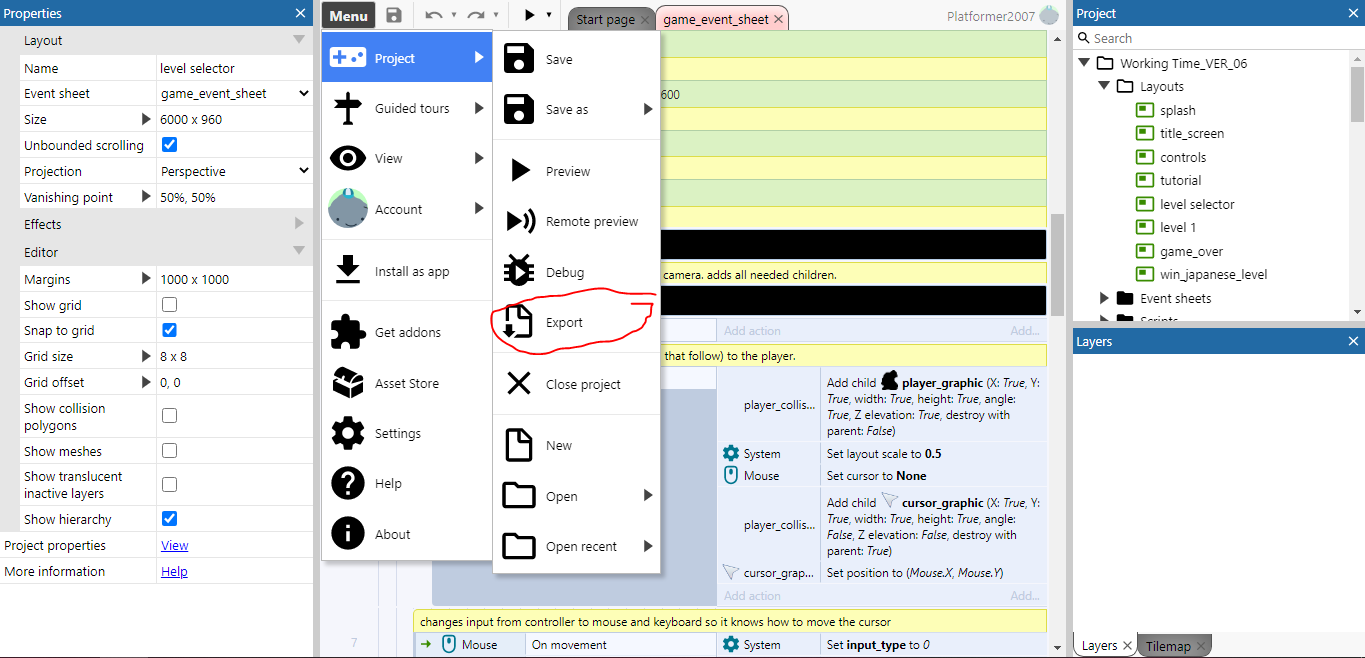 Properties
Layout
Name level selector
Event sheet game_event_sheet
Size 6000 x 960
Unbounded scrolling
Projection Perspective
Vanishing point 50%, 50%
Effects
Editor
Margins 1000 x 1000
Show grid
Snap to grid
Grid size 8 x 8
Grid offset 0, 0
Show collision
polygons
Show meshes
Show translucent
inactive layers
Show hierarchy
Project properties View
More information Help
Menu
Start page
game_event_sheet
Platformer2007
Project
Guided tours
View
Account
Install as app
Get addons
Asset Store
Settings
Help
About
Save
Save as
Preview
Remote preview
Debug
Export
Close project
New
Open
Open recent
600
camera. adds all needed children.
Add action Add...
that follow) to the player.
player_collis...
Add child player_graphic (X: True, Y:
True, width: True, height: True, angle:
True, Z elevation: True, destroy with
parent: False)
System Set layout scale to 0.5
Mouse Set cursor to None
player_collis...
Add child cursor_graphic (X: True, Y:
True, width: True, height: True, angle:
False, Z elevation: False, destroy with
parent: True)
cursor_grap... Set position to (Mouse.X, Mouse.Y)
Add action Add...
changes input from controller to mouse and keyboard so it knows how to move the cursor
7 Mouse On movement System Set input_type to 0
Project
Search
Working Time_VER_06
Layouts
splash
title_screen
controls
tutorial
level selector
level 1
game_over
win_japanese_level
Event sheets
Scripts
Layers
Layers
Tilemap